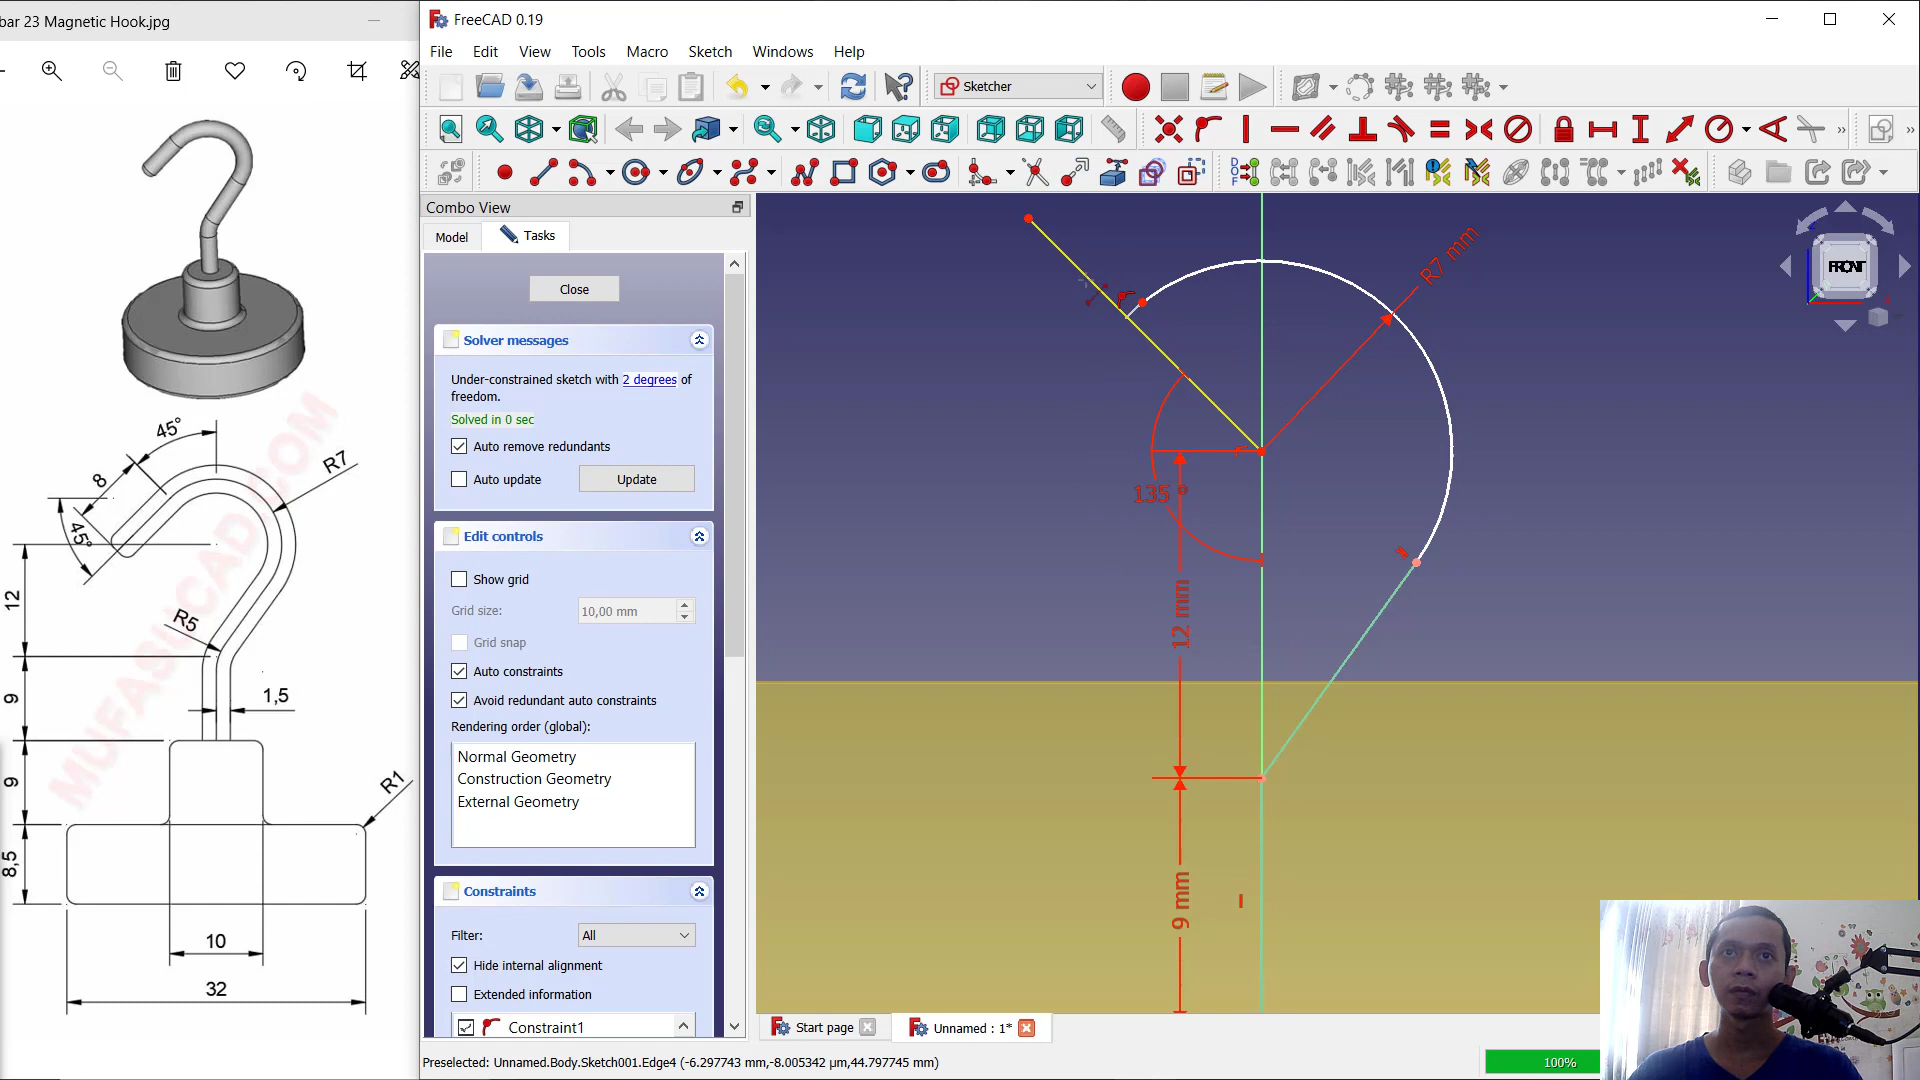 bar 23 Magnetic Hook.jpg
FreeCAD 0.19
File Edit View Tools Macro Sketch Windows Help
Sketcher
Combo View
Model Tasks
Close
Solver messages
Under-constrained sketch with 2 degrees of
freedom.
Solved in 0 sec
Auto remove redundants
Auto update Update
Edit controls
Show grid
Grid size: 10,00 mm
Grid snap
Auto constraints
Avoid redundant auto constraints
Rendering order (global):
Normal Geometry
Construction Geometry
External Geometry
Constraints
Filter: All
Hide internal alignment
Extended information
Constraint1
R7 mm
135 °
12 mm
9 mm
FRONT
45°
8
R7
45°
12
R5
9
1,5
9
R1
8,5
10
32
MUFASUCAD.COM
Start page
Unnamed : 1*
Preselected: Unnamed.Body.Sketch001.Edge4 (-6.297743 mm,-8.005342 µm,44.797745 mm)
100%